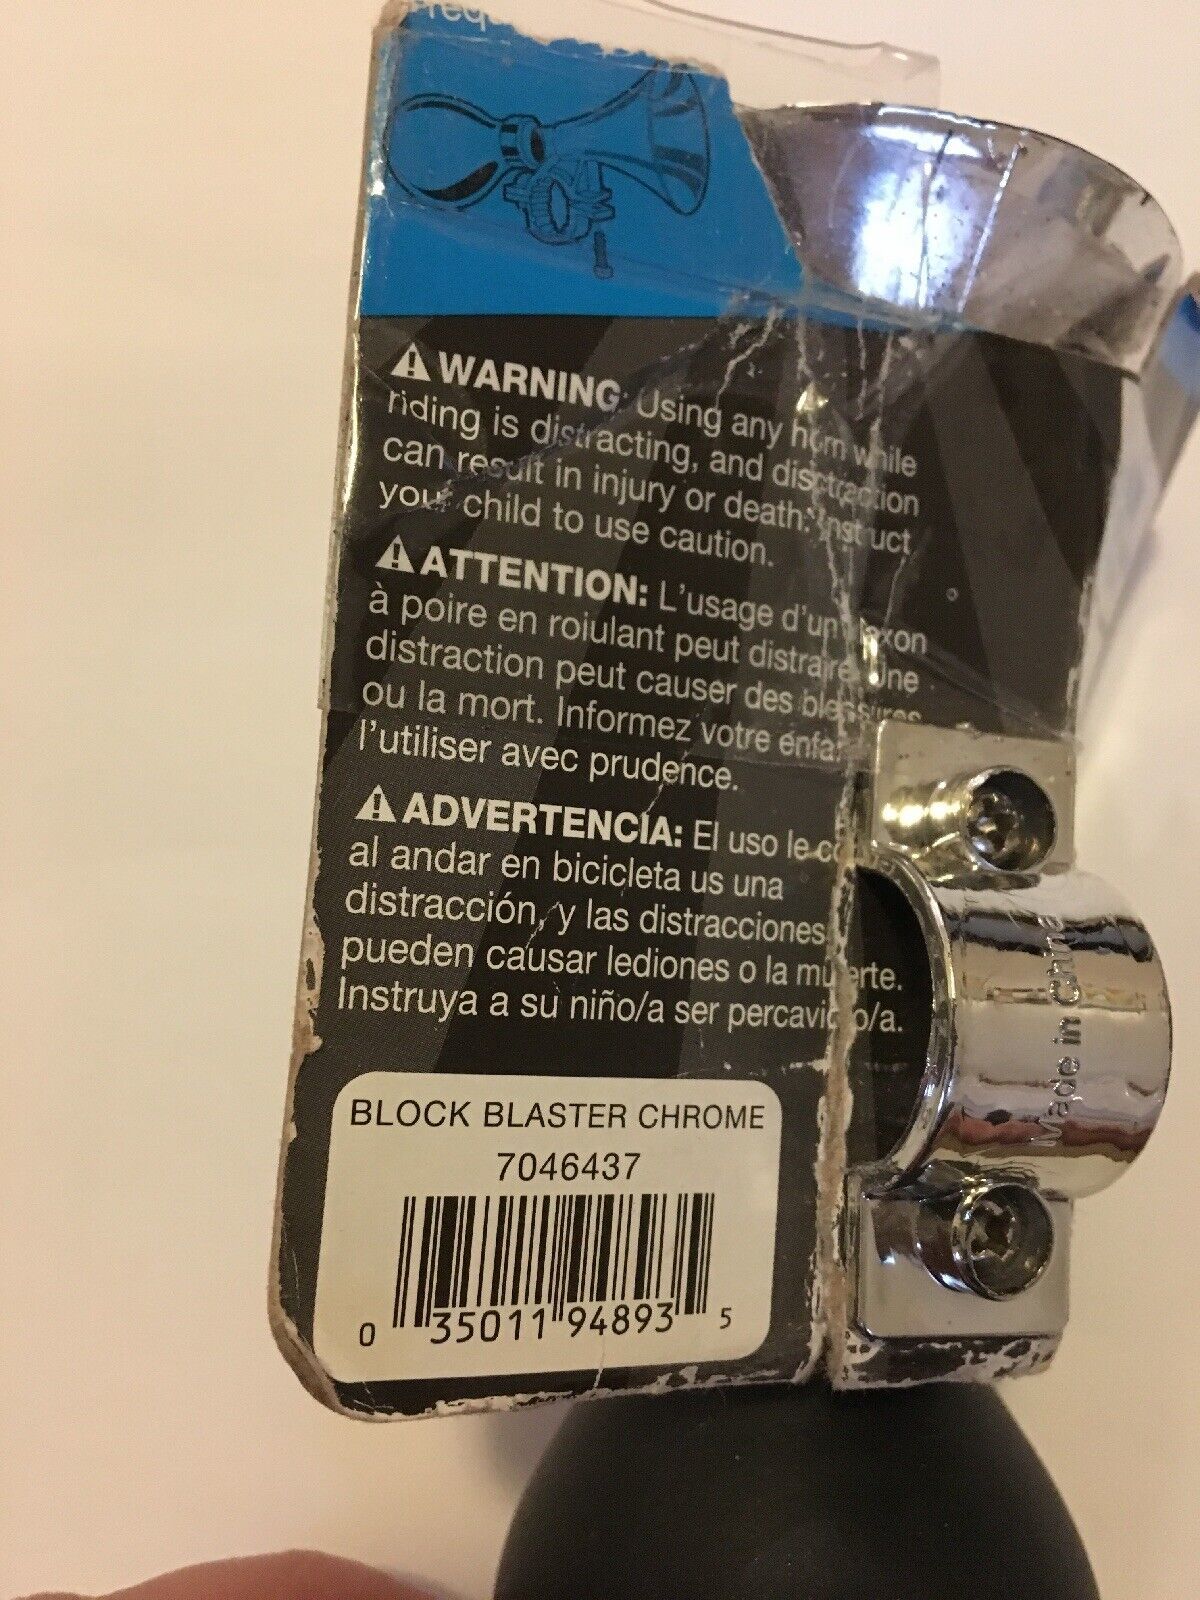 WARNING: Using any horn while
riding is distracting, and disctraction
can result in injury or death. Instruct
your child to use caution.
ATTENTION: L'usage d'un klaxon
à poire en roiulant peut distraire. Une
distraction peut causer des blessures
ou la mort. Informez votre
l'utiliser avec prudence.
ADVERTENCIA: El uso le
al andar en bicicleta us una
distracción, y las distracciones
pueden causar lediones o la muerte.
Instruya a su niño/a ser percavido/a.
BLOCK BLASTER CHROME
7046437
0 35011 94893 5
Made in China